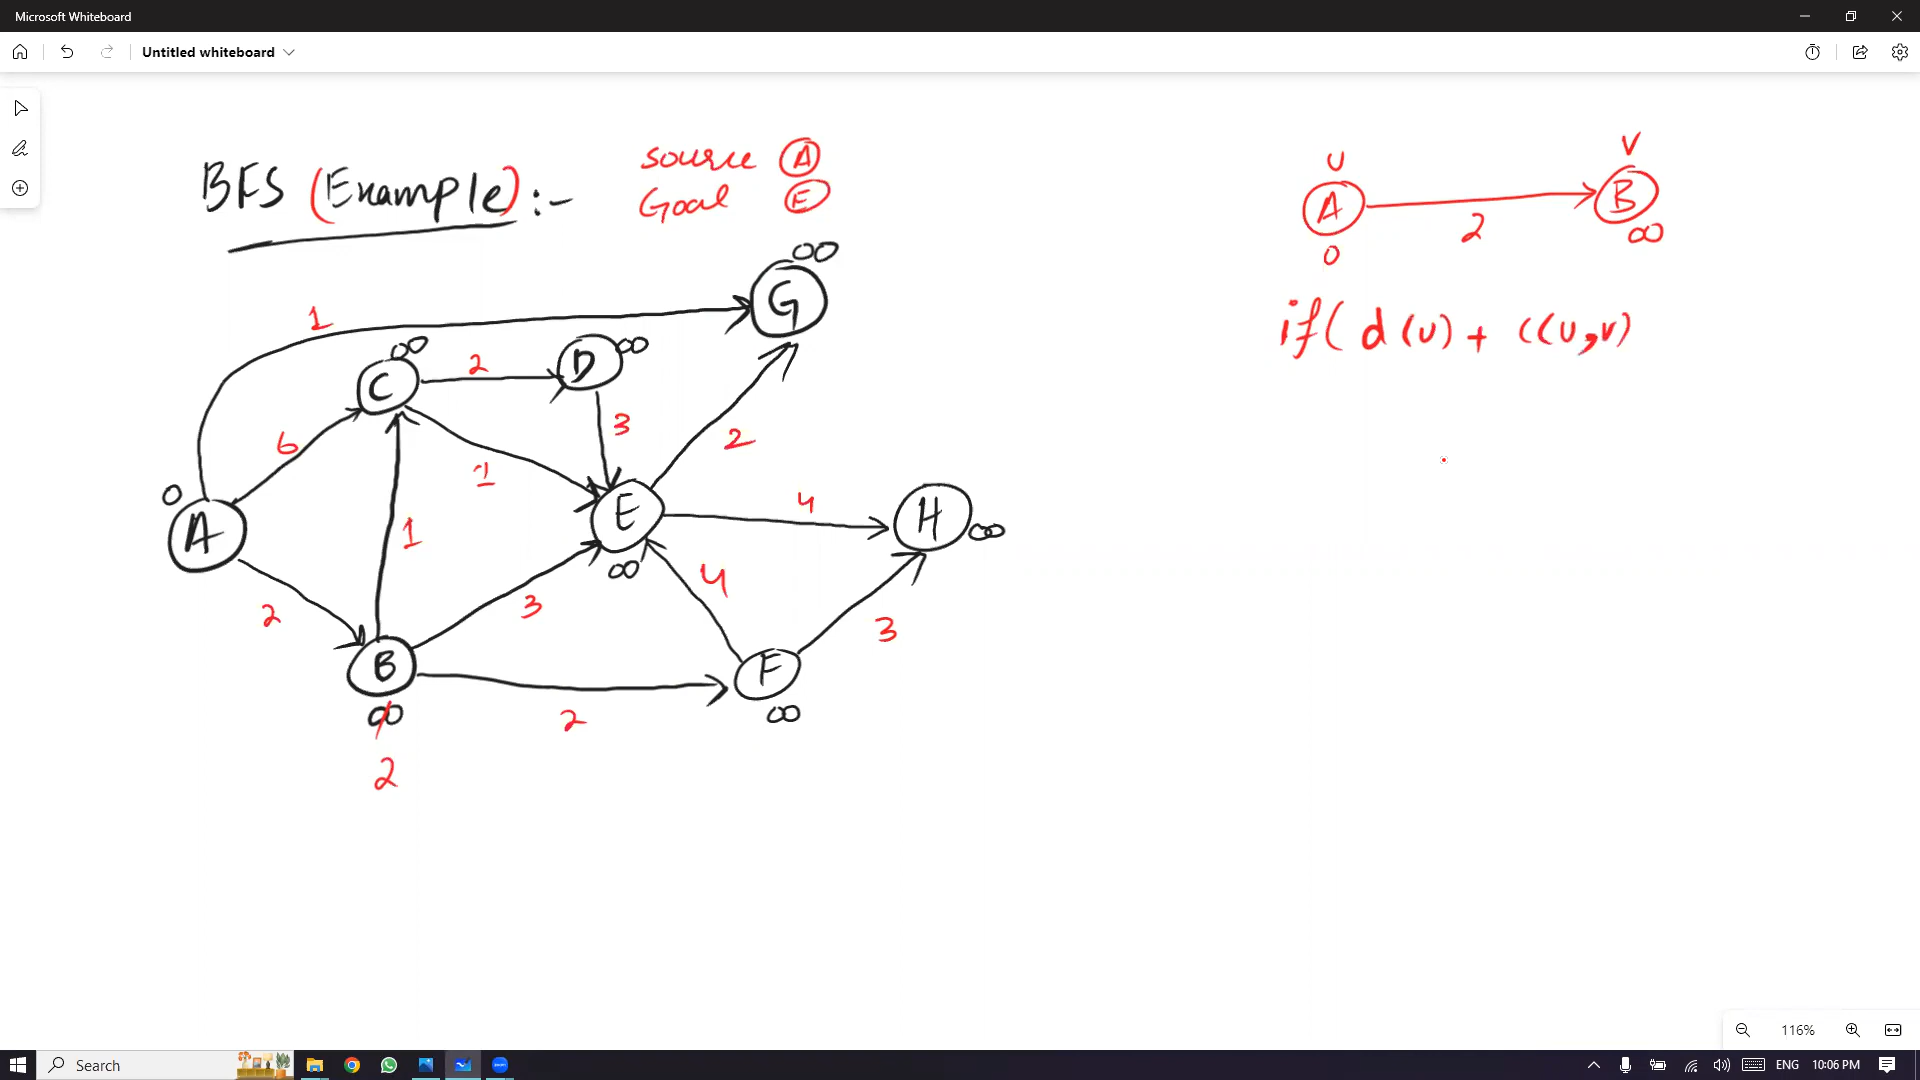 Microsoft Whiteboard
Untitled whiteboard
BFS (Example) :-
source A
Goal E
U
V
A
2
B
0
∞
if( d(u) + c(u,v)
∞
G
1
∞
C
2
D
∞
6
1
3
2
0
A
1
E
∞
4
H
∞
2
3
4
3
B
∞
2
F
∞
2
116%
Search
ENG
10:06 PM